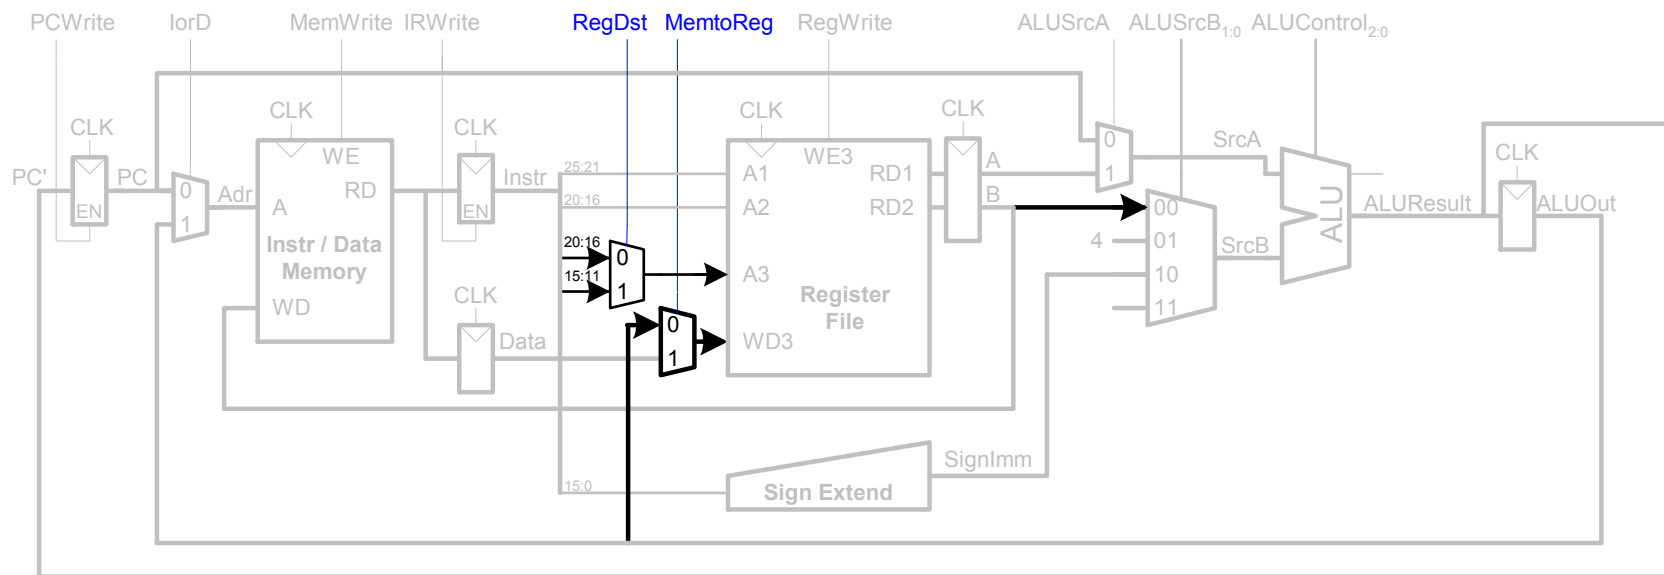 PCWrite IorD MemWrite IRWrite RegDst MemtoReg RegWrite ALUSrcA ALUSrcB1:0 ALUControl2:0
CLK CLK CLK CLK CLK CLK
PC' PC EN
0 1 Adr
WE A RD
Instr / Data
Memory
WD
EN Instr
CLK Data
25:21
20:16
20:16
15:11
15:0
0 1
0 1
WE3
A1 RD1
A2 RD2
A3
Register
File
WD3
A
B
0 1
SrcA
00
4 01
10
11
SrcB
ALU
ALUResult
CLK
ALUOut
SignImm
Sign Extend